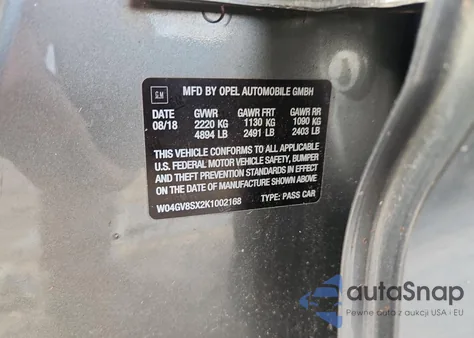 GM
MFD BY OPEL AUTOMOBILE GMBH
DATE GVWR GAWR FRT GAWR RR
08/18 2220 KG 1130 KG 1090 KG
4894 LB 2491 LB 2403 LB
THIS VEHICLE CONFORMS TO ALL APPLICABLE
U.S. FEDERAL MOTOR VEHICLE SAFETY, BUMPER
AND THEFT PREVENTION STANDARDS IN EFFECT
ON THE DATE OF MANUFACTURE SHOWN ABOVE.
W04GV8SX2K1002168 TYPE: PASS CAR
autoSnap
Pewne auta z aukcji USA i EU